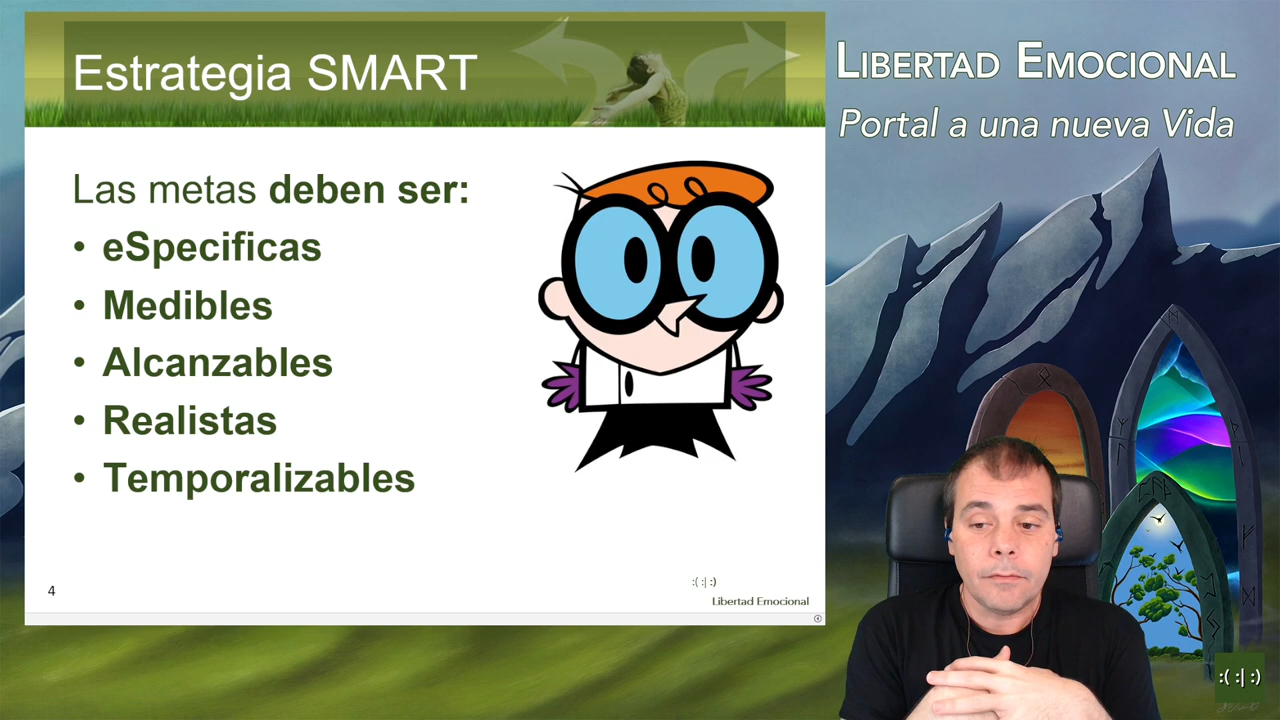 Estrategia SMART
Las metas deben ser:
• eSpecificas
• Medibles
• Alcanzables
• Realistas
• Temporalizables
4
:( :| :)
Libertad Emocional
LIBERTAD EMOCIONAL
Portal a una nueva Vida
:( :| :)